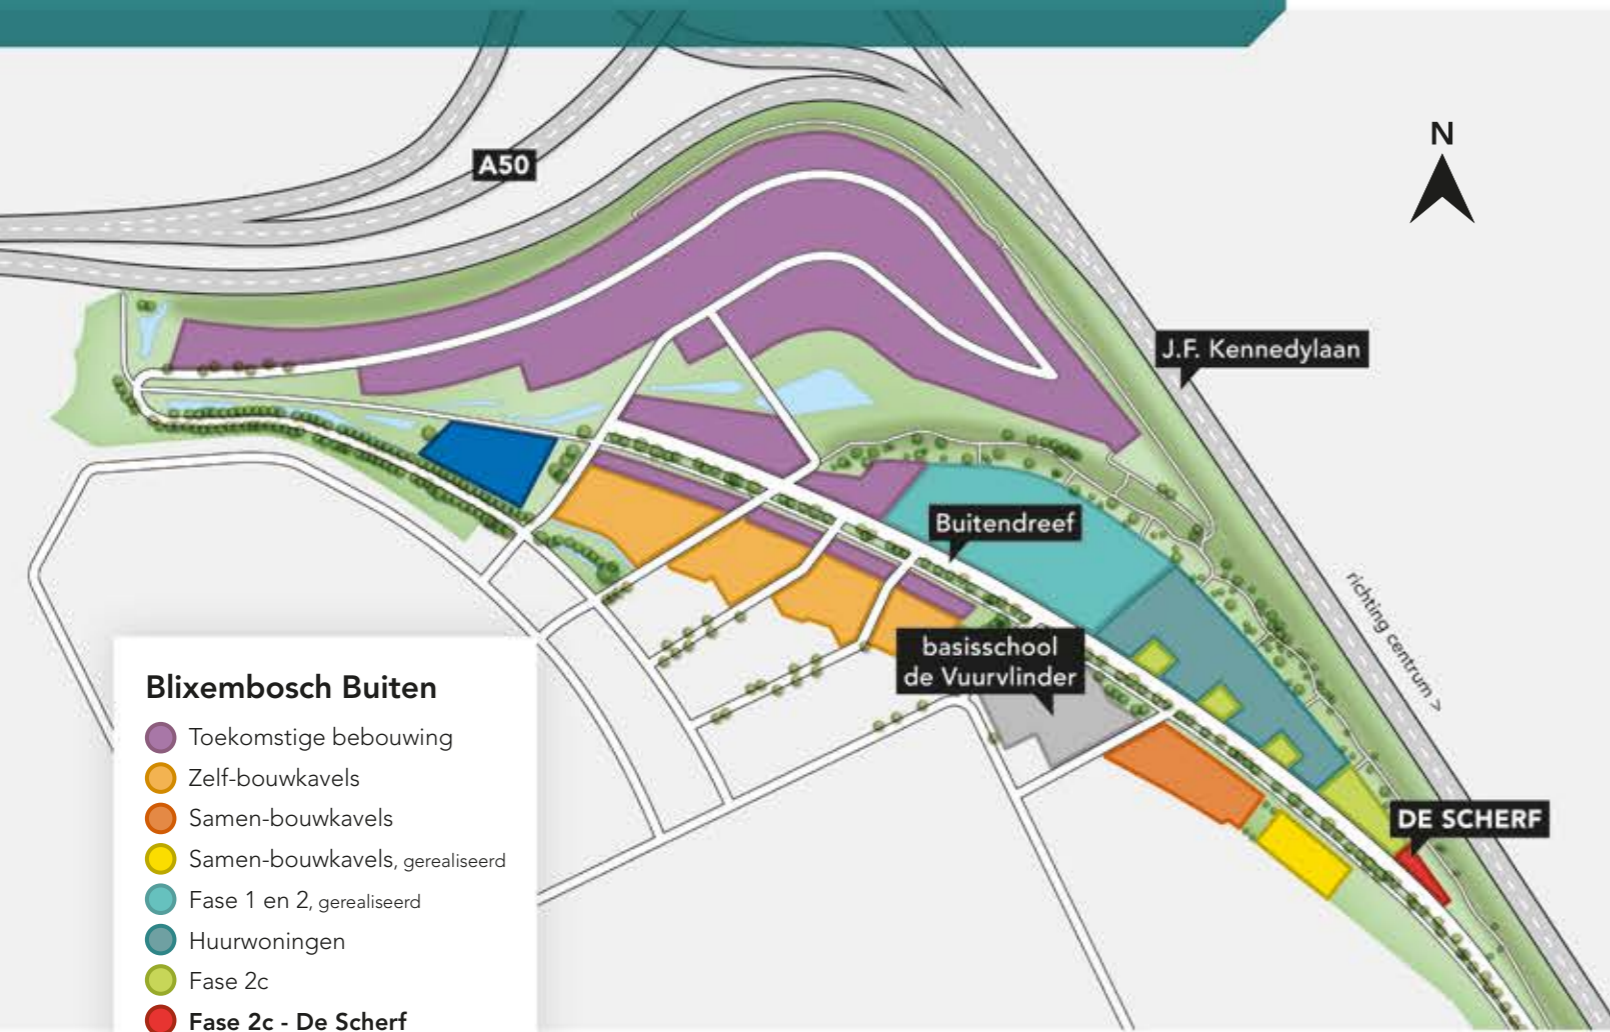 A50
N
J.F. Kennedylaan
Buitendreef
richting centrum >
basisschool
de Vuurvlinder
DE SCHERF
Blixembosch Buiten
Toekomstige bebouwing
Zelf-bouwkavels
Samen-bouwkavels
Samen-bouwkavels, gerealiseerd
Fase 1 en 2, gerealiseerd
Huurwoningen
Fase 2c
Fase 2c - De Scherf